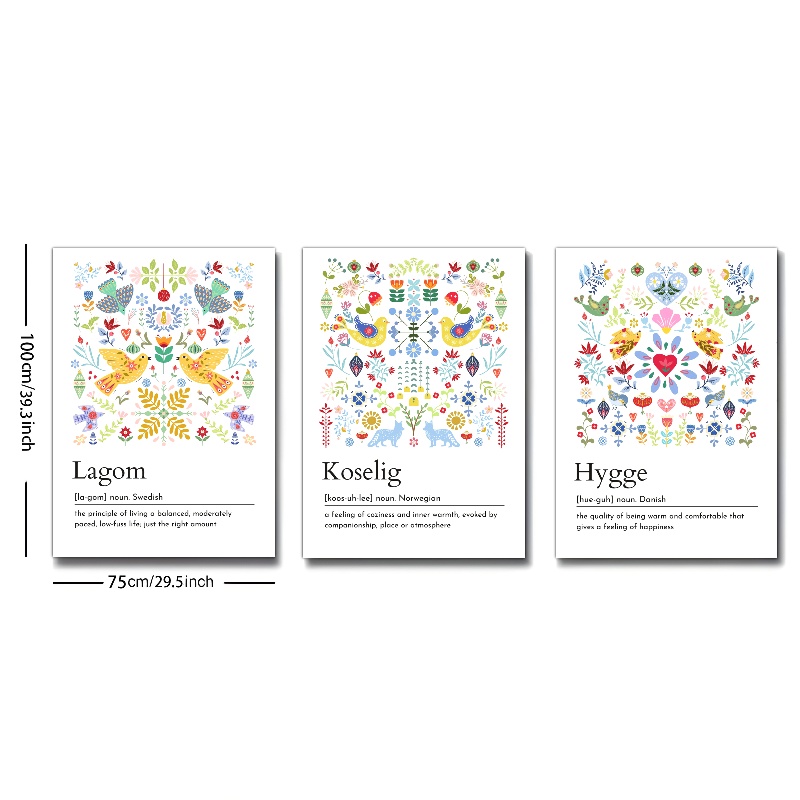 100cm/39.3inch
75cm/29.5inch
Lagom
[la-gom] noun. Swedish
the principle of living a balanced, moderately
paced, low-fuss life; just the right amount
Koselig
[koos-uh-lee] noun. Norwegian
a feeling of coziness and inner warmth, evoked by
companionship, place or atmosphere
Hygge
[hue-guh] noun. Danish
the quality of being warm and comfortable that
gives a feeling of happiness